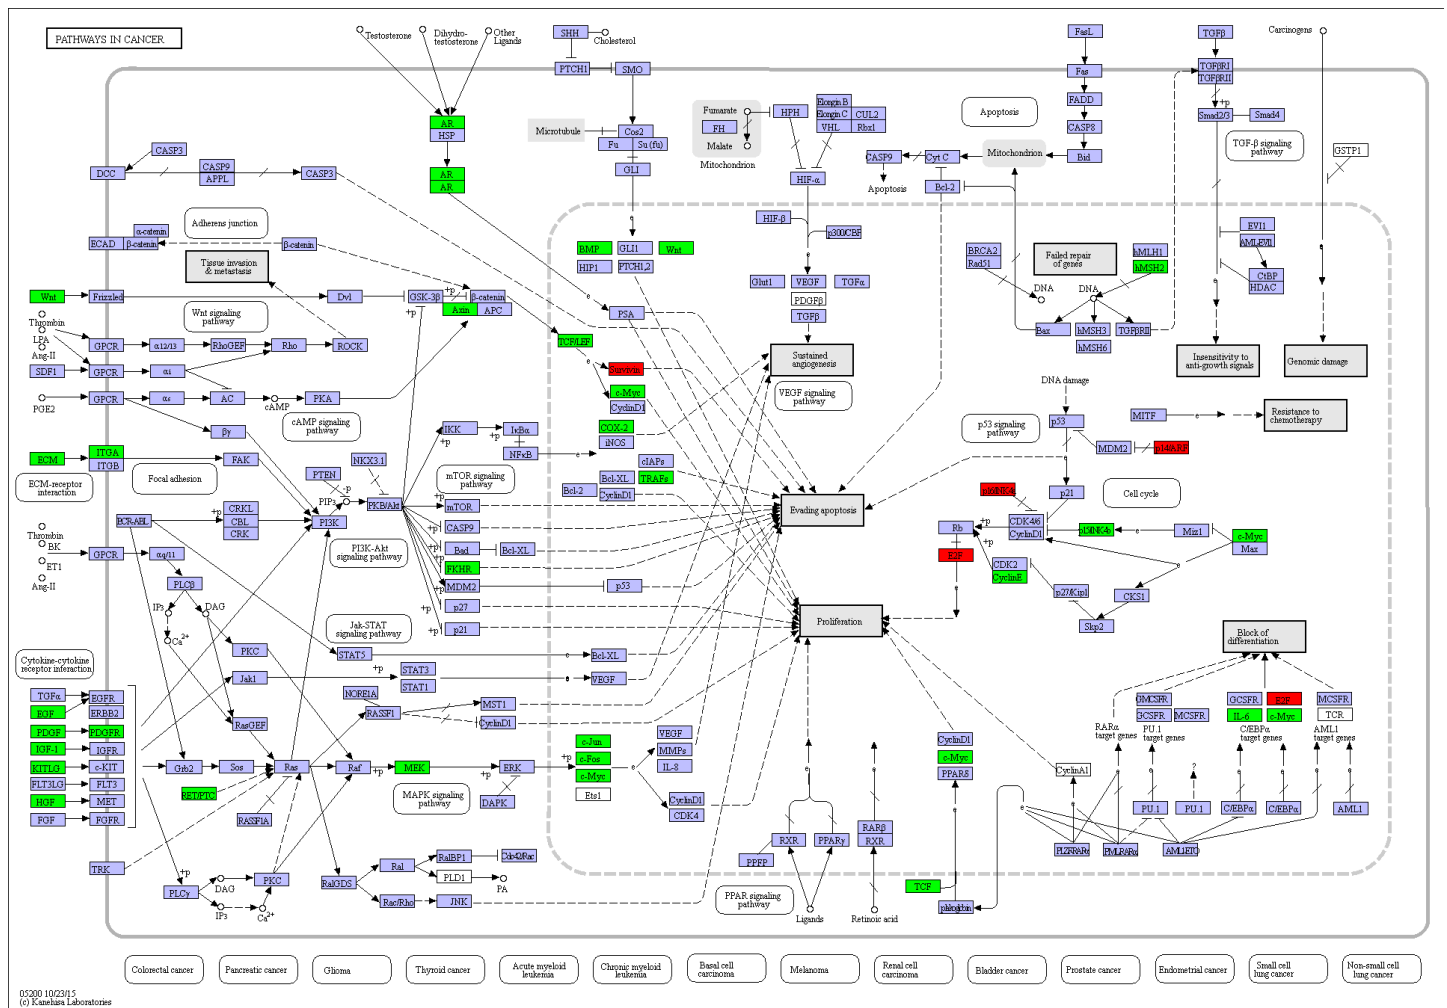 PATHWAYS IN CANCER
Testosterone
Dihydro-
testosterone
Other
Ligands
SHH
Cholesterol
PTCH1
SMO
FasL
Fas
FADD
CASP8
Bid
TGFβ
TGFβRI
TGFβRII
+p
Smad2/3
Smad4
Carcinogens
GSTP1
Apoptosis
TGF-β signaling
pathway
AR
HSP
AR
AR
Microtubule
Cos2
Fu
Su (fu)
GLI
Fumarate
FH
Malate
Mitochondrion
HPH
Elongin B
Elongin C
CUL2
VHL
Rbx1
HIF-α
CASP9
Cyt C
Mitochondrion
Apoptosis
Bcl-2
DCC
CASP3
CASP9
APPL
CASP3
Adherens junction
α-catenin
ECAD
β-catenin
β-catenin
Tissue invasion
& metastasis
e
BMP
GLI1
Wnt
HIP1
PTCH1,2
HIF-β
p300/CBP
e
Glut1
VEGF
TGFα
PDGFβ
TGFβ
BRCA2
Rad51
DNA
Failed repair
of genes
hMLH1
hMSH2
DNA
Bax
hMSH3
TGFβRII
hMSH6
EVI1
AML1-EVI1
CtBP
HDAC
e
e
Wnt
Frizzled
Dvl
GSK-3β
+p
β-catenin
Axin
APC
+p
+p
Wnt signaling
pathway
Thrombin
LPA
Ang-II
GPCR
α12/13
RhoGEF
Rho
ROCK
SDF1
GPCR
αi
PGE2
GPCR
αs
AC
cAMP
PKA
cAMP signaling
pathway
βγ
TCF/LEF
e
e
PSA
Survivin
c-Myc
CyclinD1
COX-2
iNOS
Sustained
angiogenesis
VEGF signaling
pathway
Insensitivity to
anti-growth signals
Genomic damage
DNA damage
p53
p53 signaling
pathway
MITF
e
Resistance to
chemotherapy
MDM2
p14/ARF
e
p21
Cell cycle
ECM
ITGA
ITGB
FAK
ECM-receptor
interaction
Focal adhesion
PTEN
NKX3.1
PIP3
-p
PI3K
PKB/Akt
IKK
+p
IκBα
+p
NFκB
e
mTOR signaling
pathway
+p
mTOR
+p
CASP9
+p
Bad
Bcl-XL
+p
FKHR
MDM2
p53
+p
p27
+p
p21
cIAPs
Bcl-XL
TRAFs
Bcl-2
CyclinD1
Evading apoptosis
Proliferation
BCR-ABL
+p
CRKL
CBL
CRK
PI3K-Akt
signaling pathway
Thrombin
BK
ET1
Ang-II
GPCR
αq/11
PLCβ
IP3
DAG
Ca2+
PKC
Jak-STAT
signaling pathway
STAT5
e
Bcl-XL
Jak1
+p
STAT3
STAT1
e
VEGF
p16/INK4a
Rb
+p
+p
CDK4/6
CyclinD1
p15/INK4b
e
Miz1
c-Myc
Max
E2F
e
CDK2
CyclinE
p27/Kip1
e
CKS1
Skp2
Block of
differentiation
Cytokine-cytokine
receptor interaction
TGFα
EGFR
EGF
ERBB2
PDGF
PDGFR
IGF-1
IGFR
KITLG
c-KIT
FLT3LG
FLT3
HGF
MET
FGF
FGFR
RasGEF
NORE1A
RASSF1
MST1
CyclinD1
Grb2
Sos
Ras
Raf
+p
MEK
+p
ERK
+p
RET/PTC
RASSF1A
MAPK signaling
pathway
DAPK
c-Jun
c-Fos
c-Myc
Ets1
e
VEGF
MMPs
IL-8
CyclinD1
CDK4
TRK
+p
PLCγ
DAG
IP3
PKC
Ca2+
RalGDS
Ral
RalBP1
Cdc42/Rac
PLD1
PA
Rac/Rho
JNK
e
RXR
PPARγ
PPFP
PPAR signaling
pathway
Ligands
RARβ
RXR
Retinoic acid
CyclinD1
c-Myc
PPARδ
e
TCF
plakoglobin
GMCSFR
GCSFR
MCSFR
GCSFR
E2F
IL-6
c-Myc
MCSFR
TCR
RARα
target genes
PU.1
target genes
C/EBPα
target genes
AML1
target genes
CyclinA1
?
e
PU.1
PU.1
C/EBPα
C/EBPα
AML1
e
PLZF-RARα
PML-RARα
AML1-ETO
Colorectal cancer
Pancreatic cancer
Glioma
Thyroid cancer
Acute myeloid
leukemia
Chronic myeloid
leukemia
Basal cell
carcinoma
Melanoma
Renal cell
carcinoma
Bladder cancer
Prostate cancer
Endometrial cancer
Small cell
lung cancer
Non-small cell
lung cancer
05200 10/23/15
(c) Kanehisa Laboratories